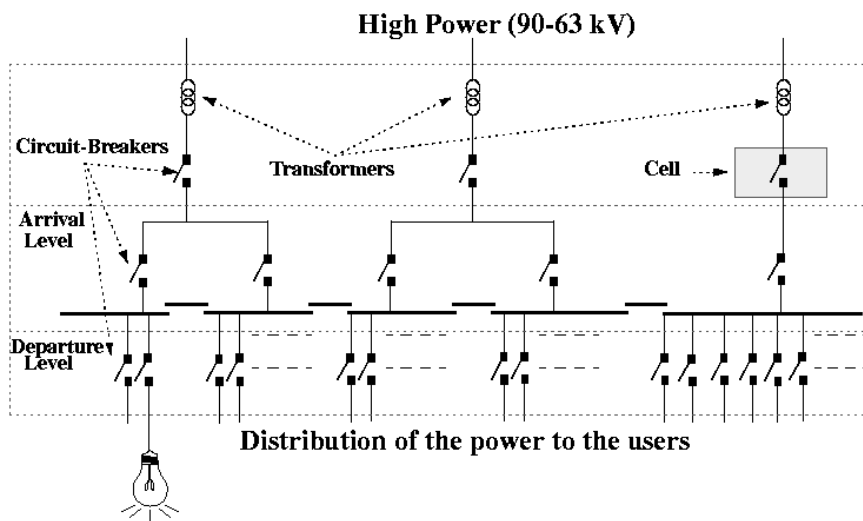 High Power (90-63 kV)
Circuit-Breakers
Transformers
Cell
Arrival
Level
Departure
Level
Distribution of the power to the users